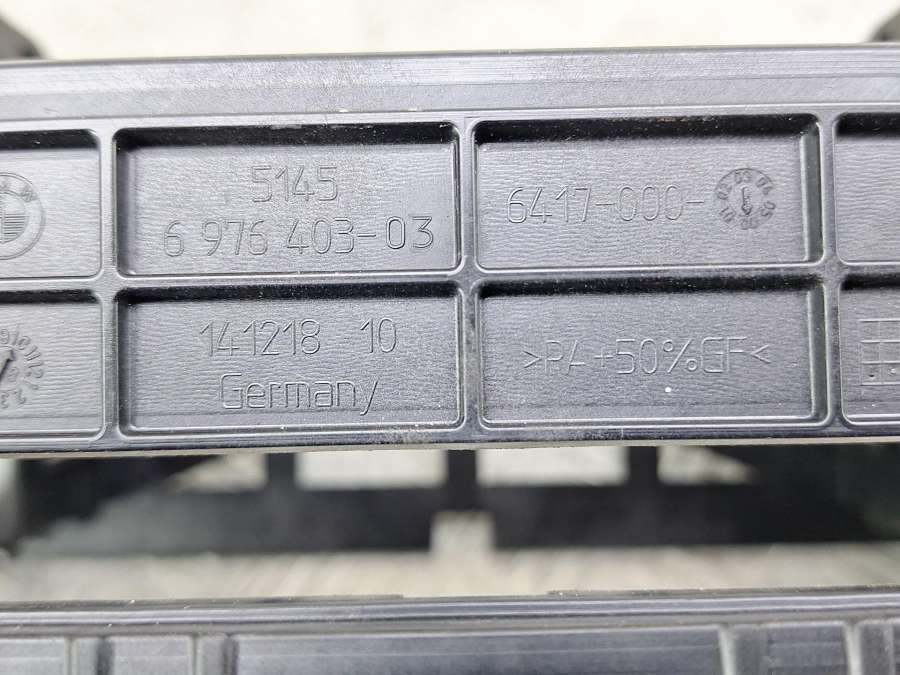 5145
6 976 403-03
6417-000-
141218 10
Germany
>PA+50%GF<